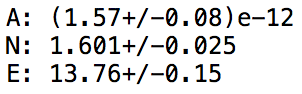 A: (1.57+/-0.08)e-12
N: 1.601+/-0.025
E: 13.76+/-0.15